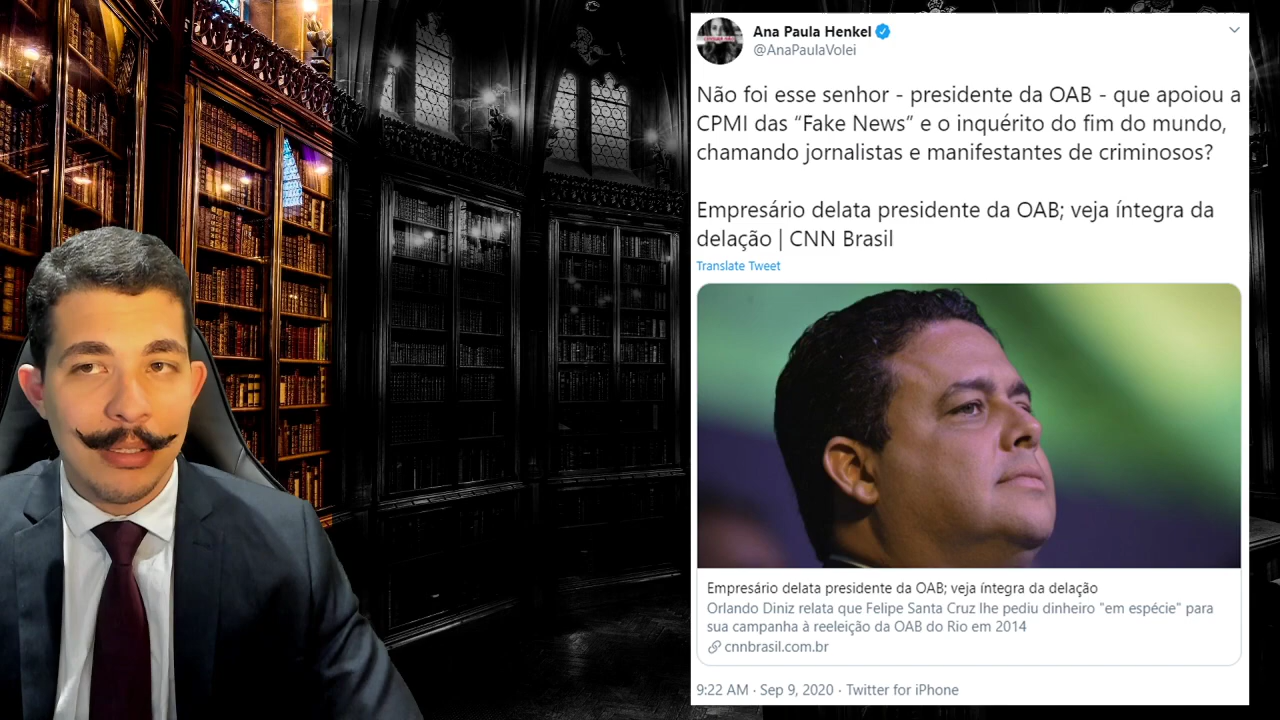 Ana Paula Henkel
@AnaPaulaVolei
Não foi esse senhor - presidente da OAB - que apoiou a
CPMI das “Fake News” e o inquérito do fim do mundo,
chamando jornalistas e manifestantes de criminosos?
Empresário delata presidente da OAB; veja íntegra da
delação | CNN Brasil
Translate Tweet
Empresário delata presidente da OAB; veja íntegra da delação
Orlando Diniz relata que Felipe Santa Cruz lhe pediu dinheiro "em espécie" para
sua campanha à reeleição da OAB do Rio em 2014
cnnbrasil.com.br
9:22 AM · Sep 9, 2020 · Twitter for iPhone